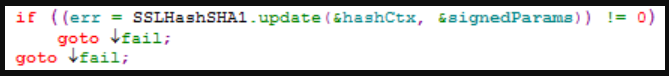 if ((err = SSLHashSHA1.update(&hashCtx, &signedParams)) != 0)
    goto ↓fail;
goto ↓fail;